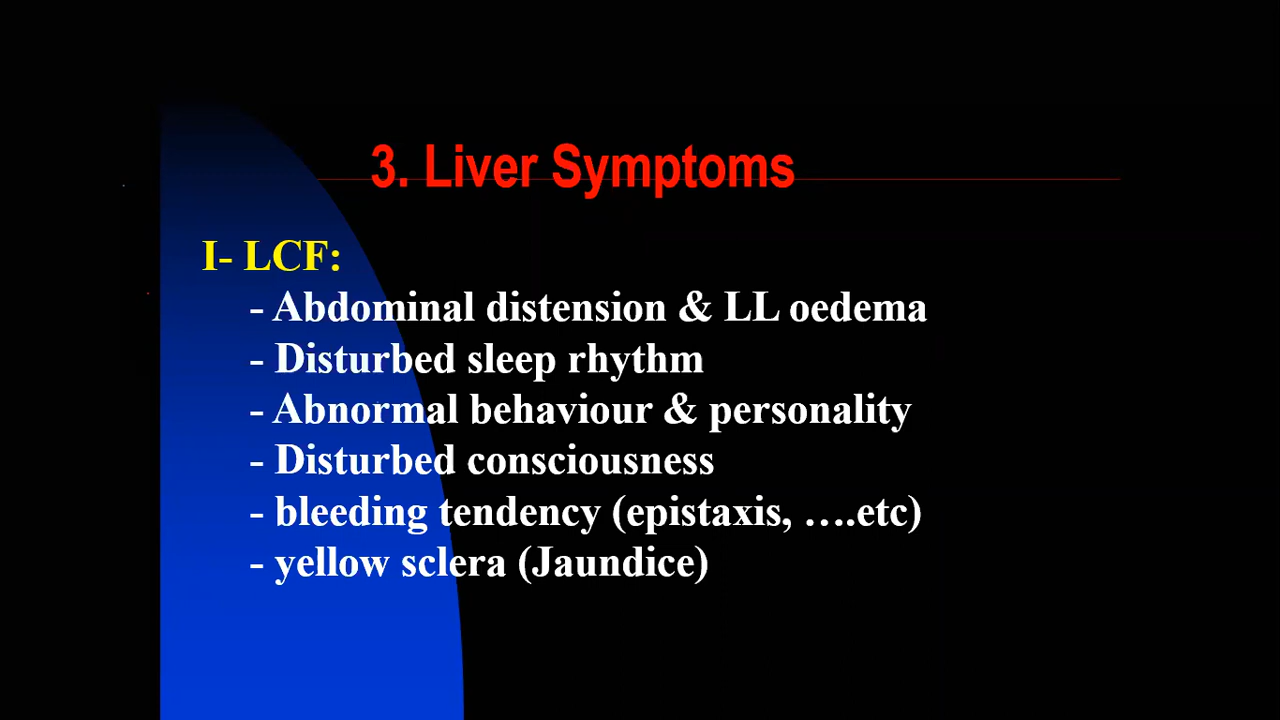 3. Liver Symptoms
I- LCF:
- Abdominal distension & LL oedema
- Disturbed sleep rhythm
- Abnormal behaviour & personality
- Disturbed consciousness
- bleeding tendency (epistaxis, ….etc)
- yellow sclera (Jaundice)